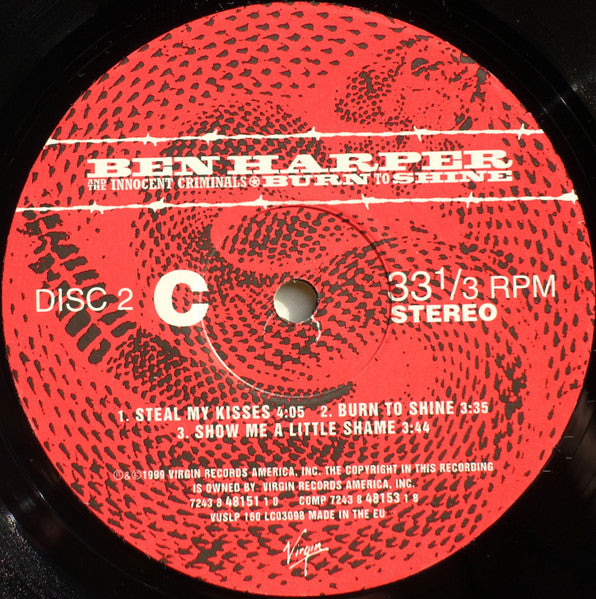 BEN HARPER
AND THE INNOCENT CRIMINALS ⊛ BURN TO SHINE
DISC 2 C 33 1/3 RPM
STEREO
1. STEAL MY KISSES 4:05 2. BURN TO SHINE 3:35
3. SHOW ME A LITTLE SHAME 3:44
℗ & © 1999 VIRGIN RECORDS AMERICA, INC. THE COPYRIGHT IN THIS RECORDING
IS OWNED BY VIRGIN RECORDS AMERICA, INC.
7243 8 48151 1 0 COMP 7243 8 48153 1 8
VUSLP 160 LC03098 MADE IN THE EU
Virgin